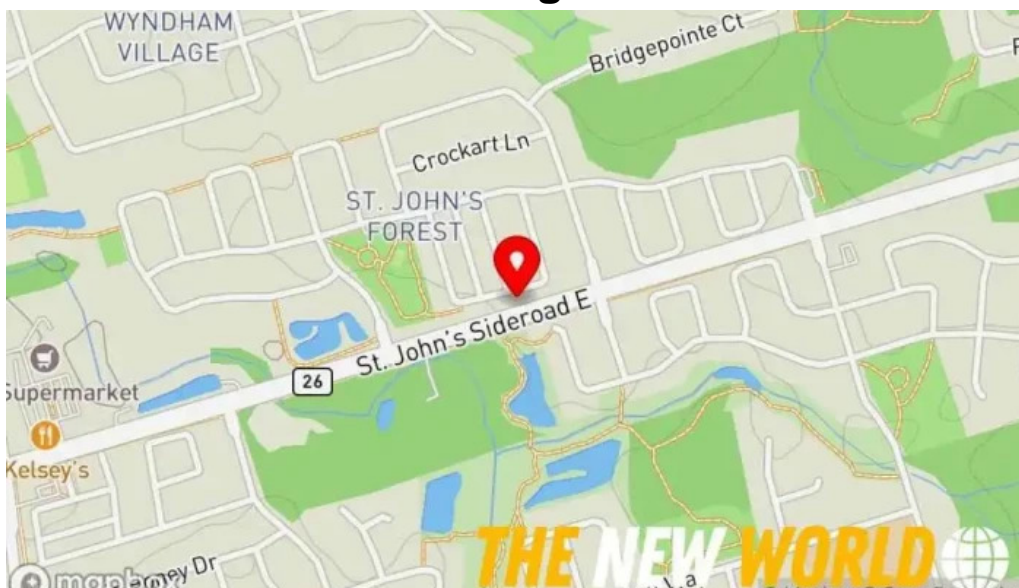 WYNDHAM
VILLAGE
Bridgepointe Ct
Crockart Ln
ST. JOHN'S
FOREST
St. John's Sideroad E
26
Supermarket
Kelsey's
THE NEW WORLD